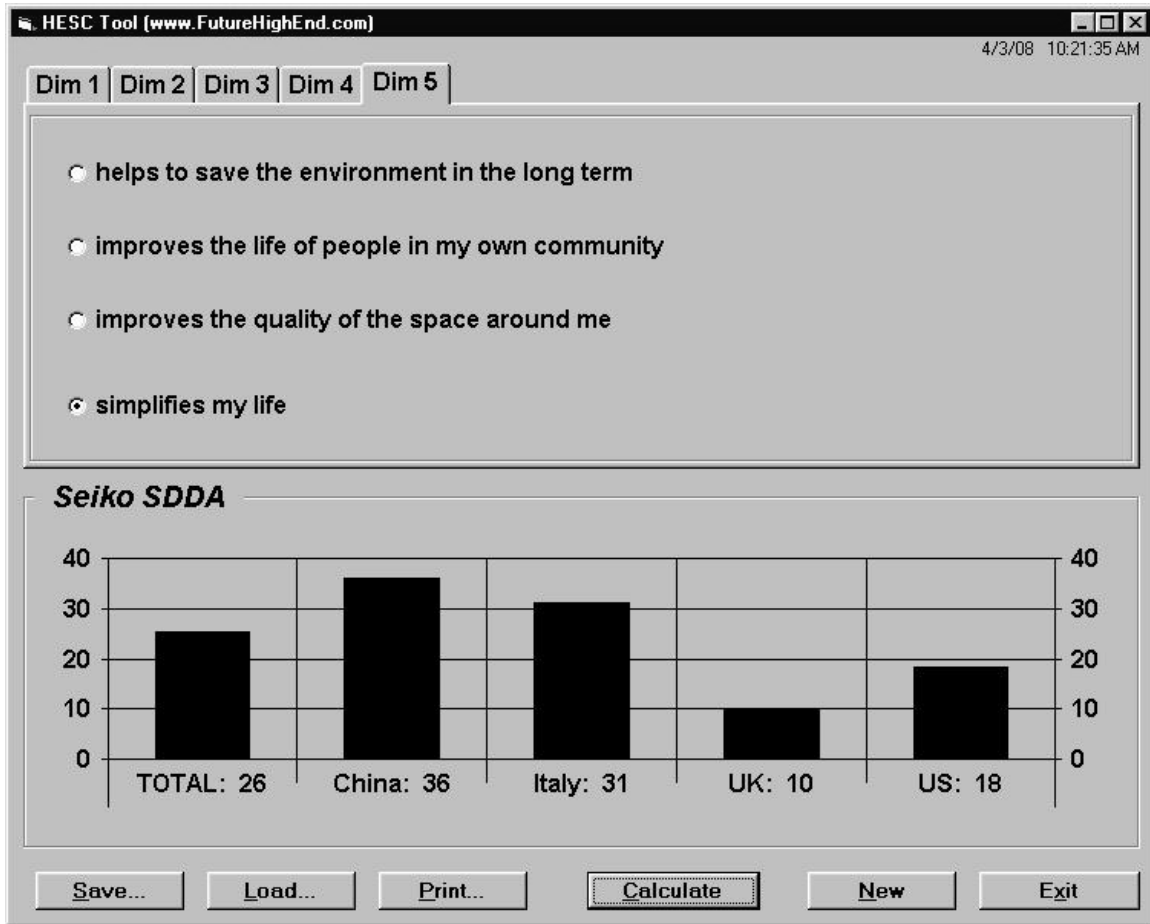 HESC Tool (www.FutureHighEnd.com)
4/3/08 10:21:35 AM
Dim 1 Dim 2 Dim 3 Dim 4 Dim 5
helps to save the environment in the long term
improves the life of people in my own community
improves the quality of the space around me
simplifies my life
Seiko SDDA
40 40
30 30
20 20
10 10
0 0
TOTAL: 26 China: 36 Italy: 31 UK: 10 US: 18
Save... Load... Print... Calculate New Exit